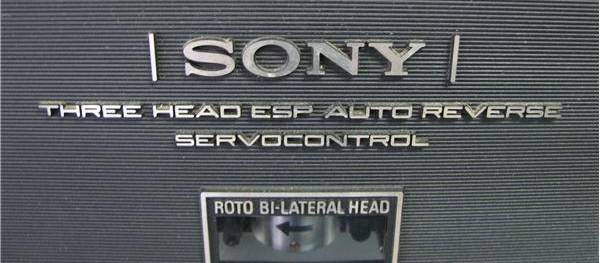 SONY
THREE HEAD ESP AUTO REVERSE
SERVOCONTROL
ROTO BI-LATERAL HEAD